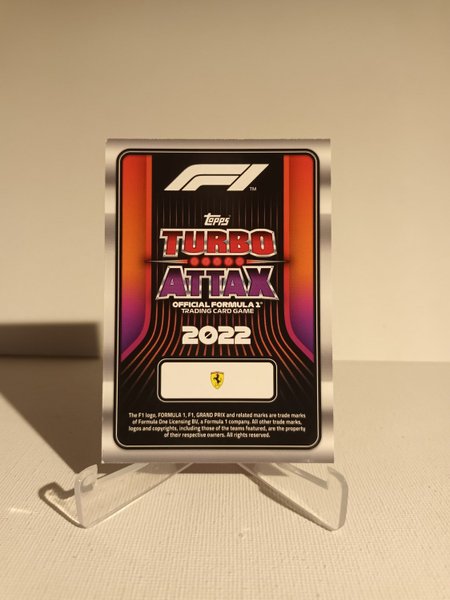 F1 ™
Topps
TURBO
ATTAX
OFFICIAL FORMULA 1®
TRADING CARD GAME
2022
The F1 logo, FORMULA 1, F1, GRAND PRIX and related marks are trade marks
of Formula One Licensing BV, a Formula 1 company. All other trade marks,
logos and copyrights, including those of the teams featured, are the property
of their respective owners. All rights reserved.